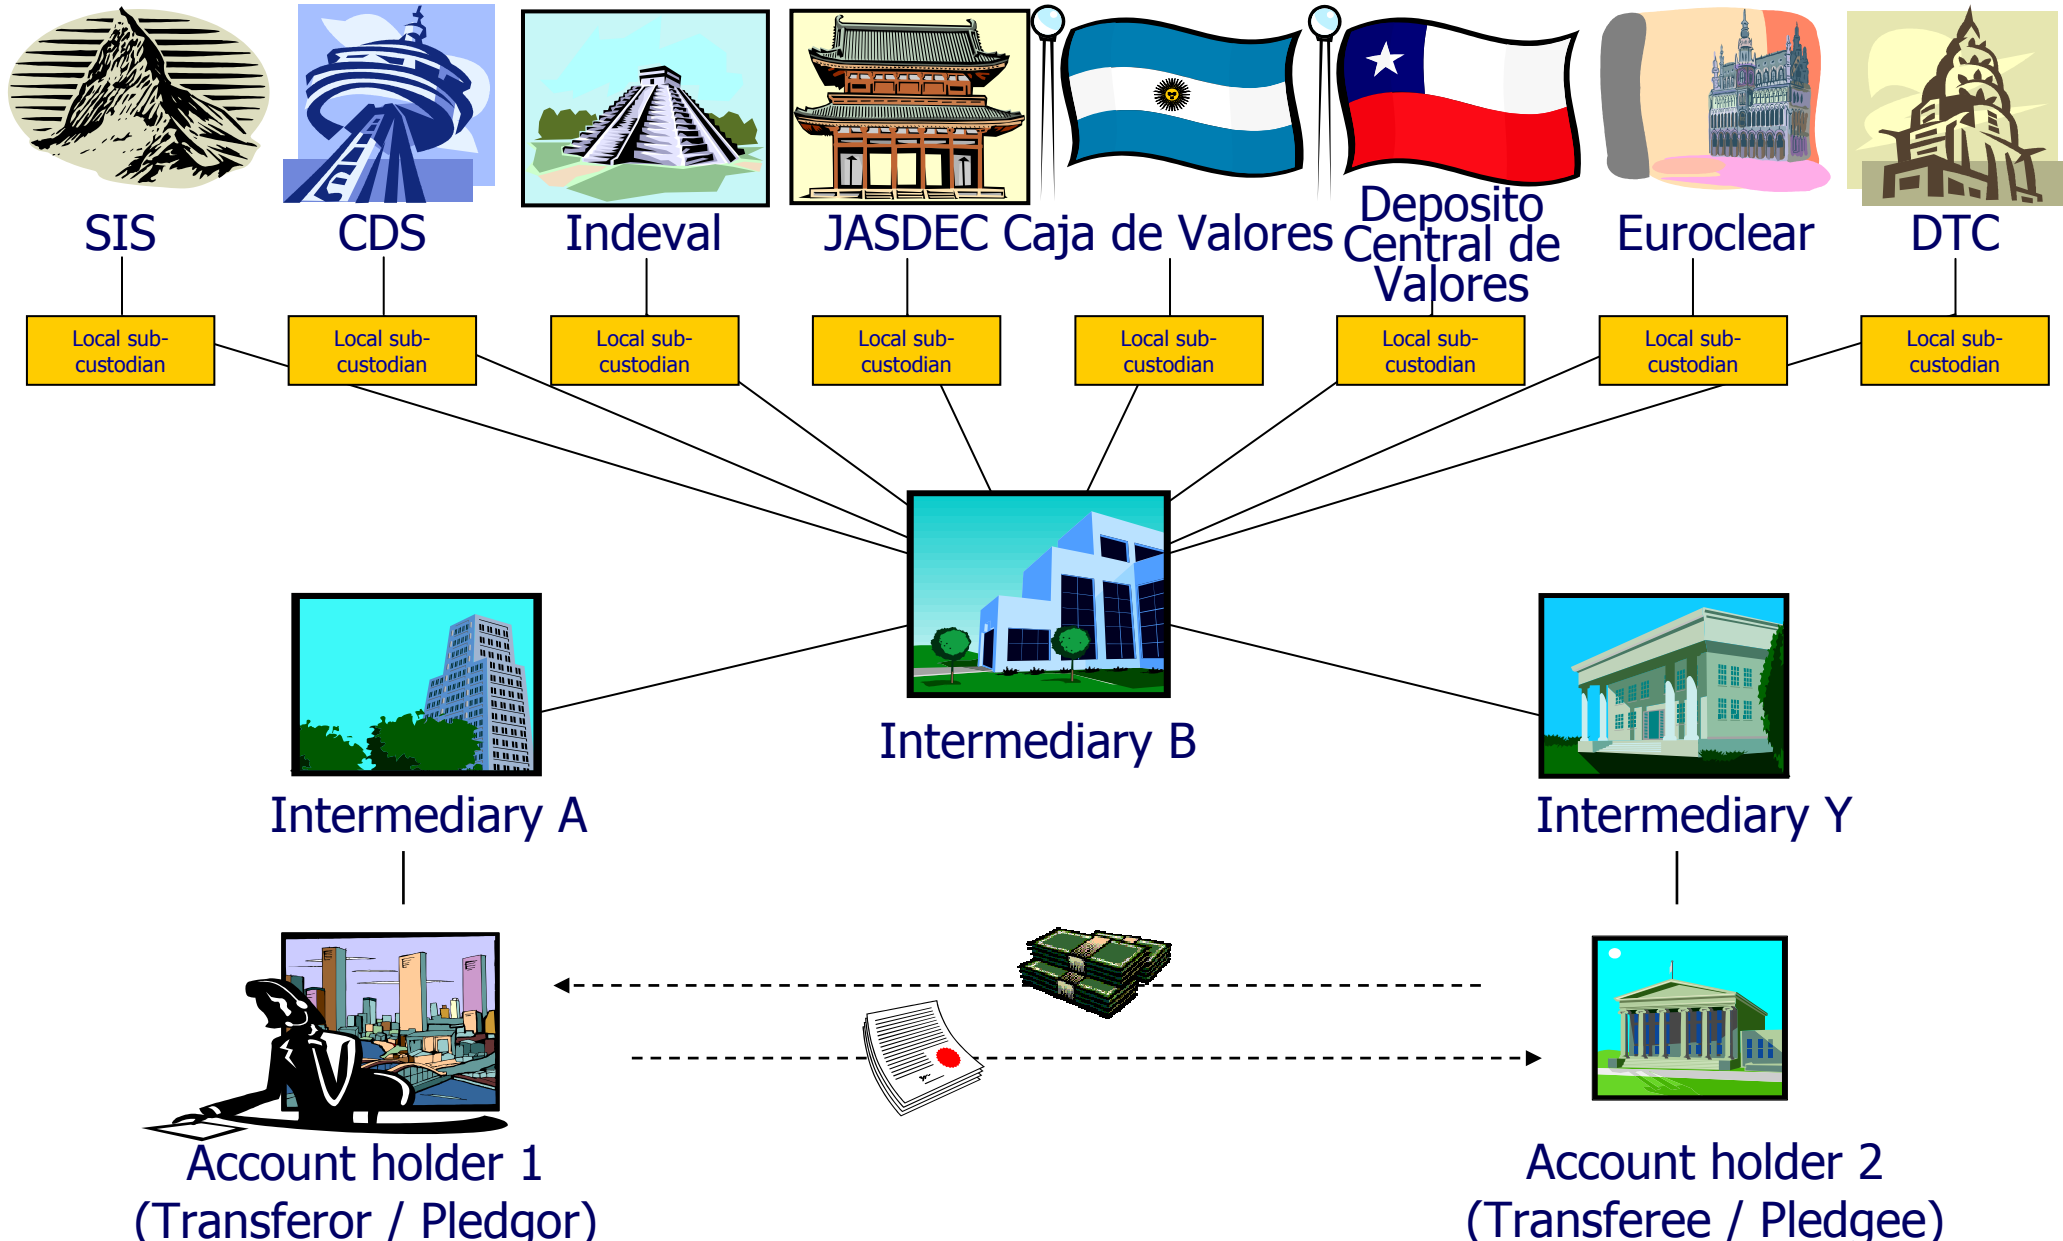 SIS
CDS
Indeval
JASDEC
Caja de Valores
Deposito
Central de
Valores
Euroclear
DTC
Local sub-
custodian
Local sub-
custodian
Local sub-
custodian
Local sub-
custodian
Local sub-
custodian
Local sub-
custodian
Local sub-
custodian
Local sub-
custodian
Intermediary B
Intermediary A
Intermediary Y
Account holder 1
(Transferor / Pledgor)
Account holder 2
(Transferee / Pledgee)